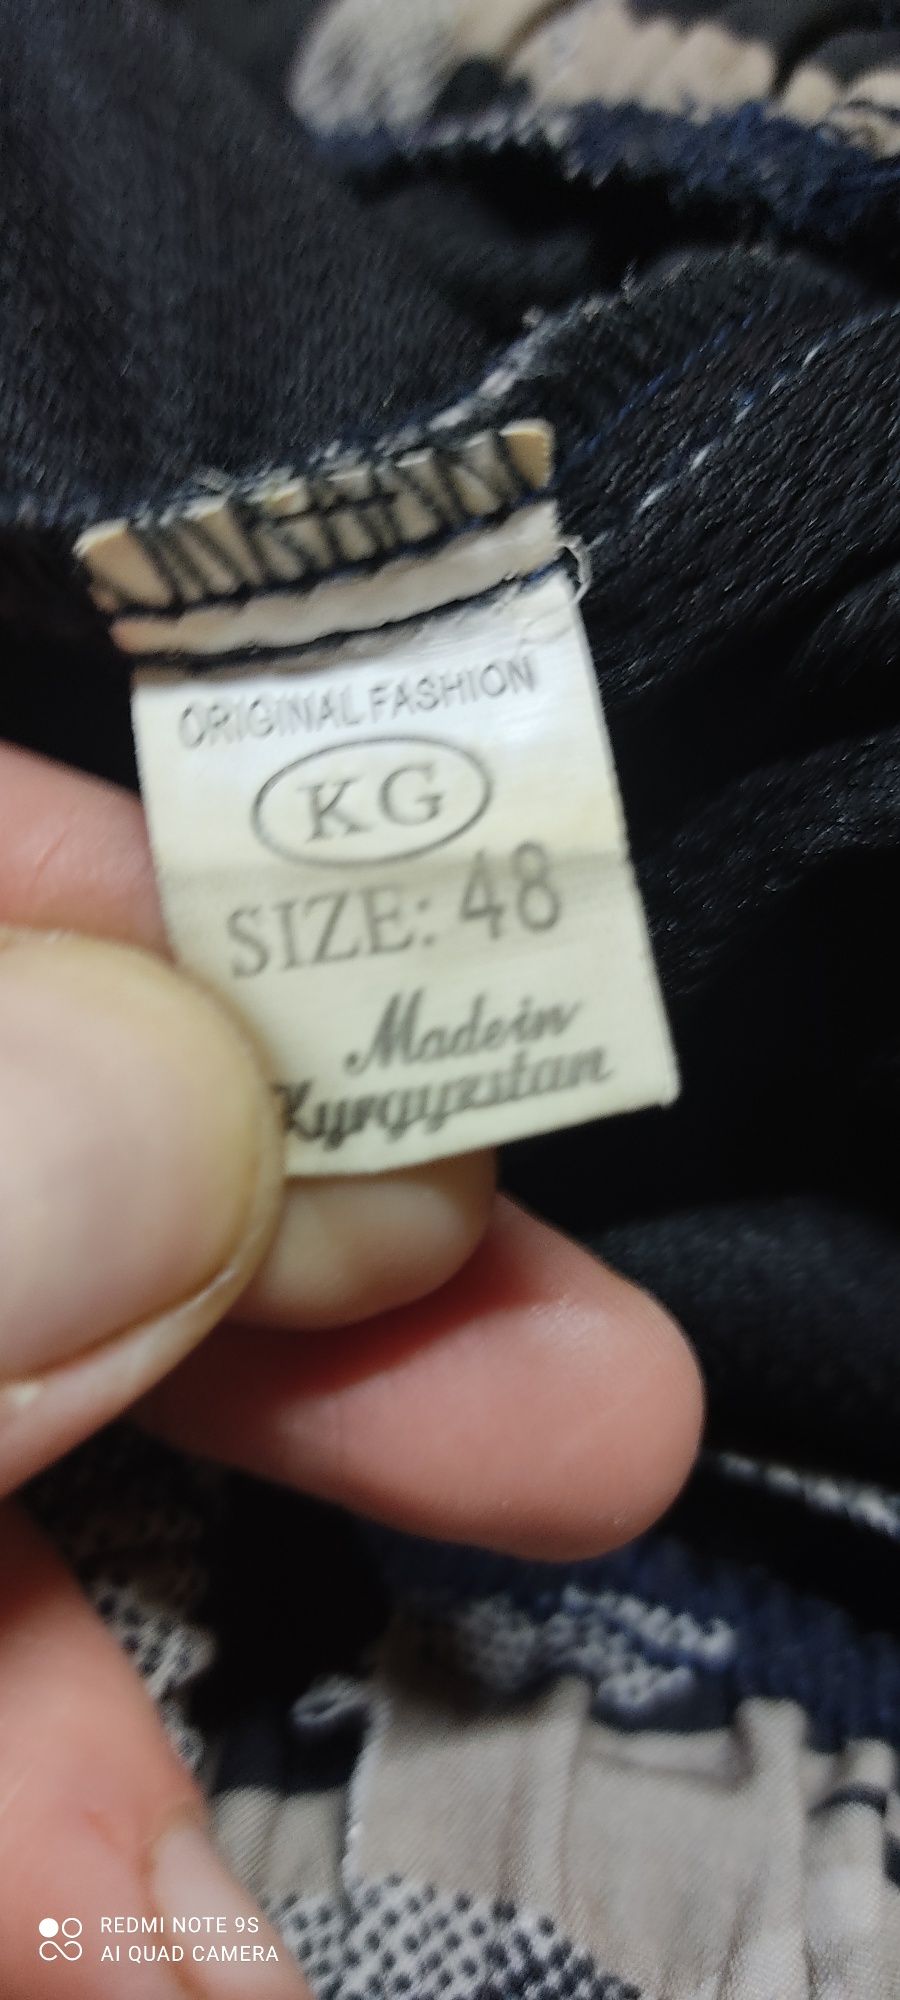 ORIGINAL FASHION
KG
SIZE: 48
Made in
Kyrgyzstan
REDMI NOTE 9S
AI QUAD CAMERA